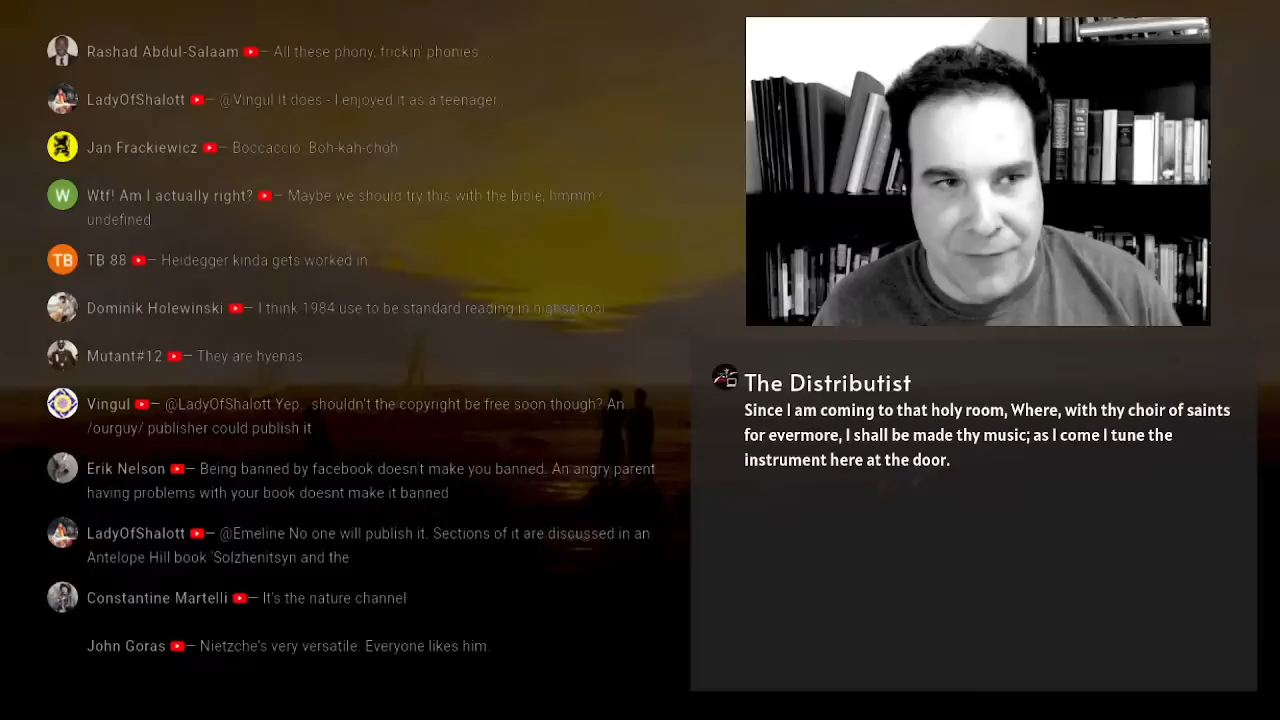 Rashad Abdul-Salaam — All these phony, frickin' phonies
LadyOfShalott — @Vingul It does - I enjoyed it as a teenager
Jan Frackiewicz — Boccaccio. Boh-kah-choh
W
Wtf! Am I actually right? — Maybe we should try this with the bible, hmmm?
undefined
TB
TB 88 — Heidegger kinda gets worked in
Dominik Holewinski — I think 1984 use to be standard reading in highschool
Mutant#12 — They are hyenas
Vingul — @LadyOfShalott Yep.. shouldn't the copyright be free soon though? An
/ourguy/ publisher could publish it
Erik Nelson — Being banned by facebook doesn't make you banned. An angry parent
having problems with your book doesnt make it banned
LadyOfShalott — @Emeline No one will publish it. Sections of it are discussed in an
Antelope Hill book 'Solzhenitsyn and the
Constantine Martelli — It's the nature channel
John Goras — Nietzche's very versatile. Everyone likes him.
The Distributist
Since I am coming to that holy room, Where, with thy choir of saints
for evermore, I shall be made thy music; as I come I tune the
instrument here at the door.